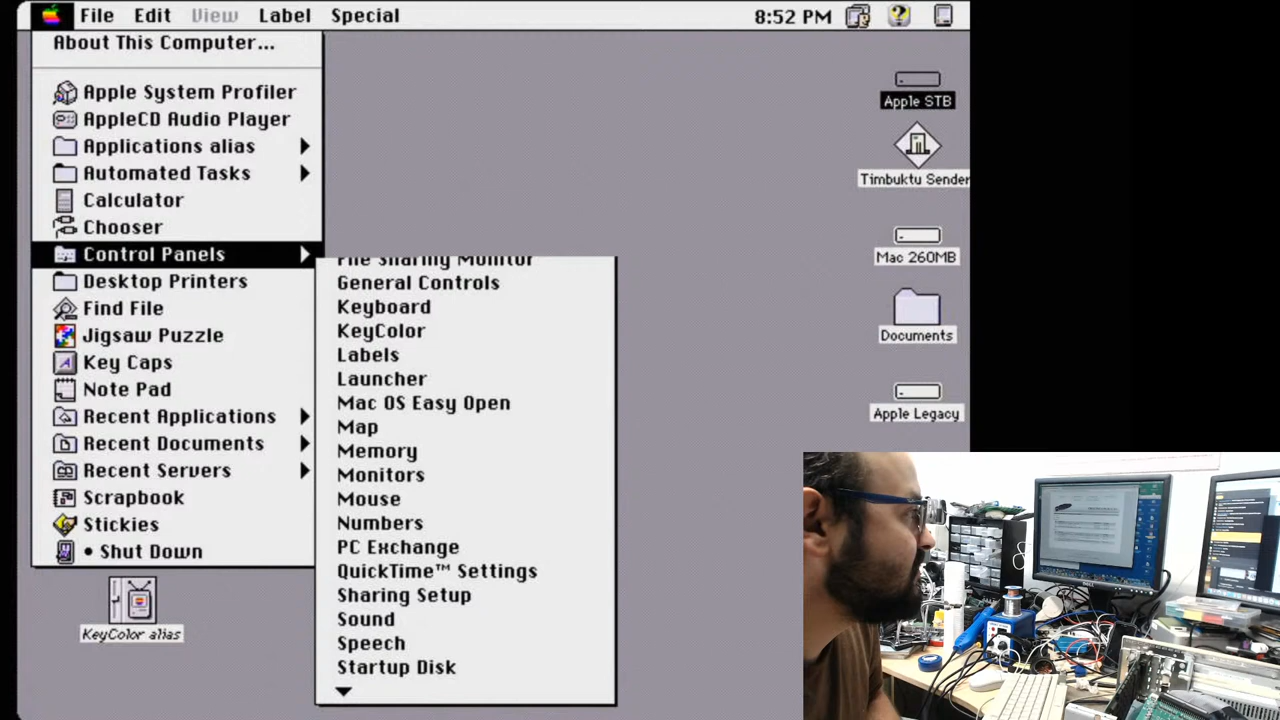 File Edit View Label Special 8:52 PM
About This Computer...
Apple System Profiler
AppleCD Audio Player
Applications alias
Automated Tasks
Calculator
Chooser
Control Panels
Desktop Printers
Find File
Jigsaw Puzzle
Key Caps
Note Pad
Recent Applications
Recent Documents
Recent Servers
Scrapbook
Stickies
• Shut Down
File Sharing Monitor
General Controls
Keyboard
KeyColor
Labels
Launcher
Mac OS Easy Open
Map
Memory
Monitors
Mouse
Numbers
PC Exchange
QuickTime™ Settings
Sharing Setup
Sound
Speech
Startup Disk
Apple STB
Timbuktu Sender
Mac 260MB
Documents
Apple Legacy
KeyColor alias
DELL